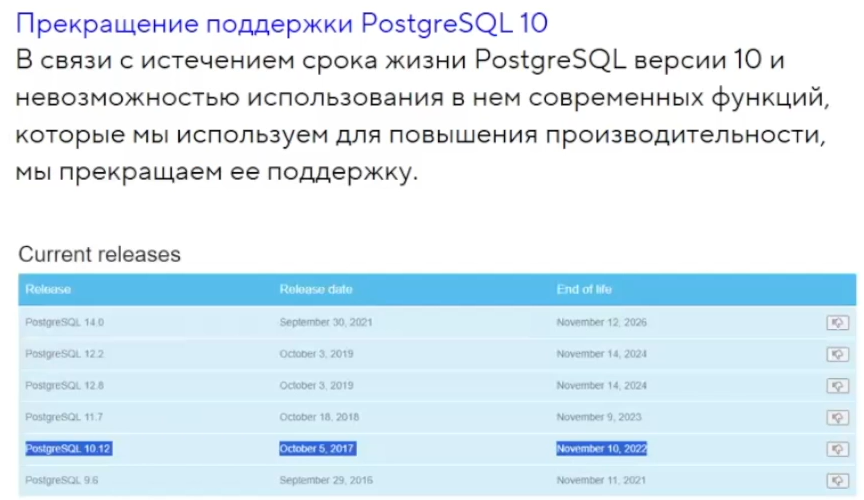 Прекращение поддержки PostgreSQL 10
В связи с истечением срока жизни PostgreSQL версии 10 и
невозможностью использования в нем современных функций,
которые мы используем для повышения производительности,
мы прекращаем ее поддержку.
Current releases
Release Release date End of life
PostgreSQL 14.0 September 30, 2021 November 12, 2026
PostgreSQL 12.2 October 3, 2019 November 14, 2024
PostgreSQL 12.8 October 3, 2019 November 14, 2024
PostgreSQL 11.7 October 18, 2018 November 9, 2023
PostgreSQL 10.12 October 5, 2017 November 10, 2022
PostgreSQL 9.6 September 29, 2016 November 11, 2021